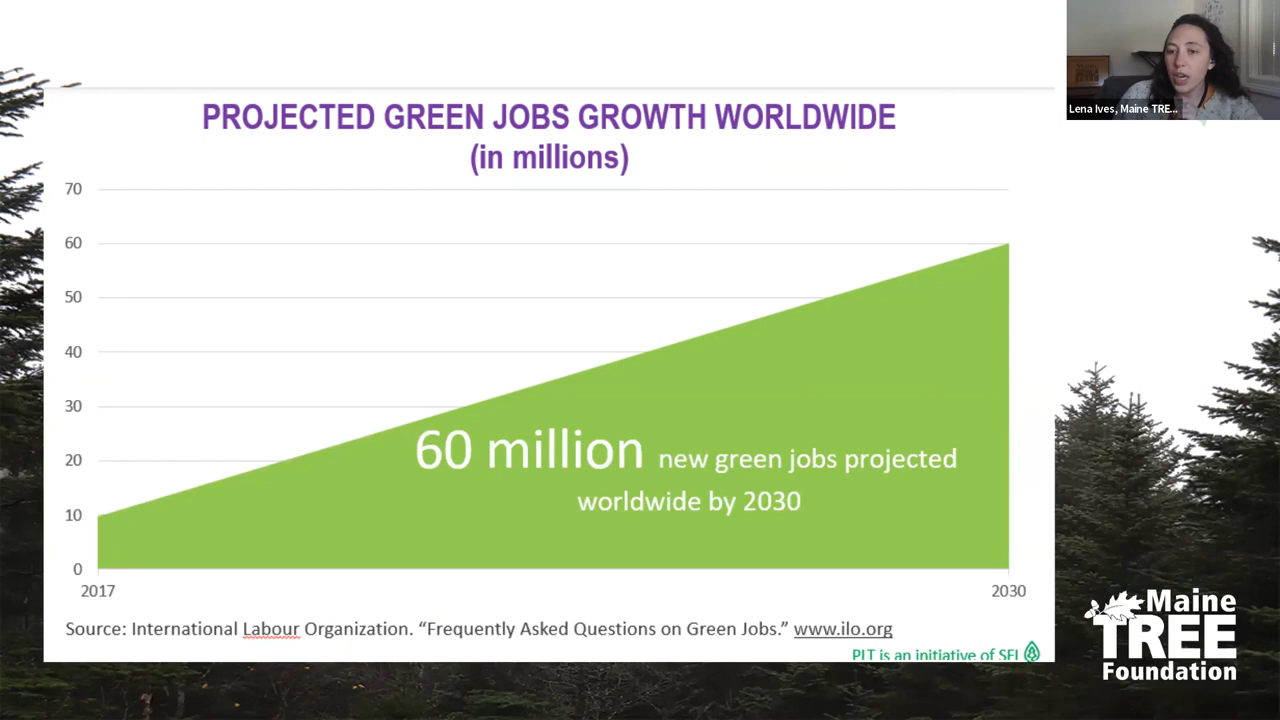 PROJECTED GREEN JOBS GROWTH WORLDWIDE
(in millions)
70
60
50
40
30
20
10
0
60 million new green jobs projected
worldwide by 2030
2017
2030
Source: International Labour Organization. “Frequently Asked Questions on Green Jobs.” www.ilo.org
PLT is an initiative of SFI
Lena Ives, Maine TRE...
Maine
TREE
Foundation